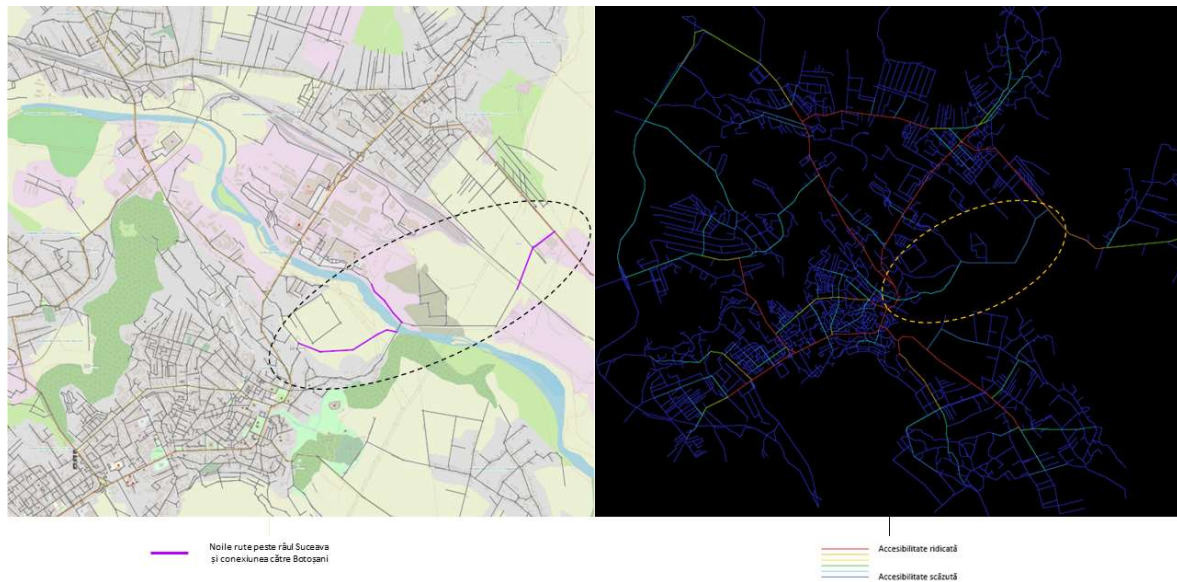 Noile rute peste râul Suceava
și conexiunea către Botoșani
Accesibilitate ridicată
Accesibilitate scăzută